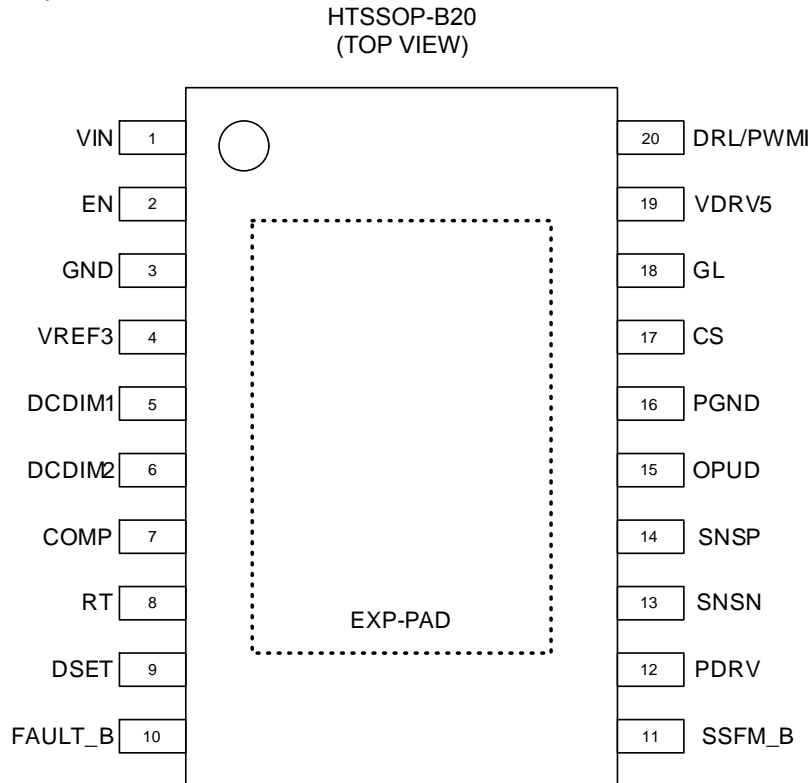 HTSSOP-B20
(TOP VIEW)
VIN 1 20 DRL/PWMI
EN 2 19 VDRV5
GND 3 18 GL
VREF3 4 17 CS
DCDIM1 5 16 PGND
DCDIM2 6 15 OPUD
COMP 7 14 SNSP
RT 8 13 SNSN
EXP-PAD
DSET 9 12 PDRV
FAULT_B 10 11 SSFM_B